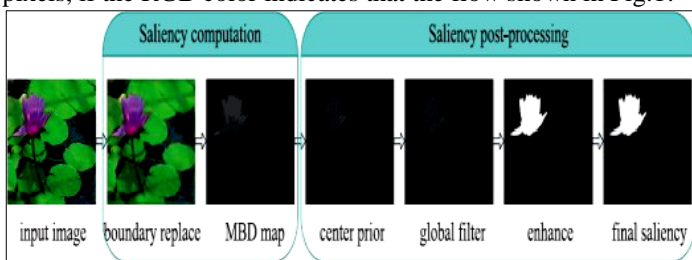 pixels, if the RGB color indicates that the flow shown in Fig.1.
Saliency computation
Saliency post-processing
input image
boundary replace
MBD map
center prior
global filter
enhance
final saliency